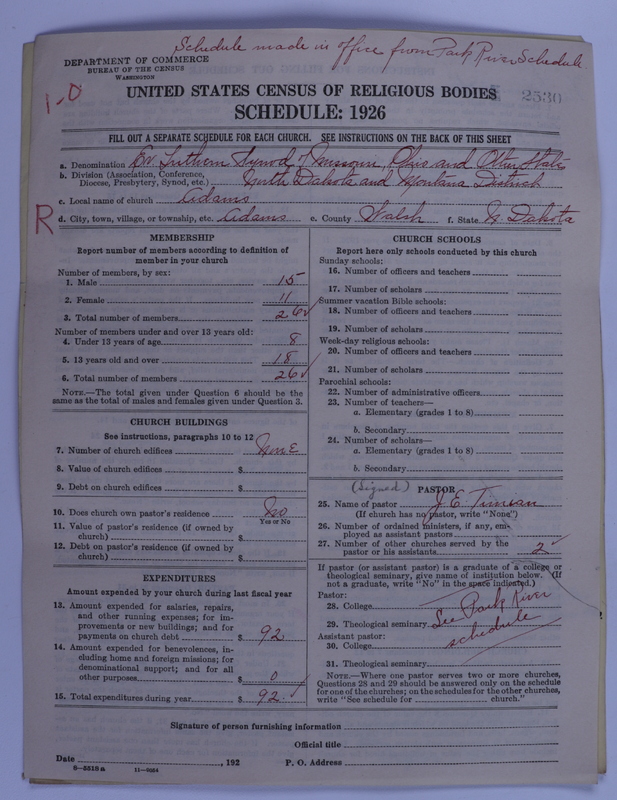 Schedule made in office from Park River Schedule
DEPARTMENT OF COMMERCE
BUREAU OF THE CENSUS
WASHINGTON
1-0
UNITED STATES CENSUS OF RELIGIOUS BODIES
2530
SCHEDULE: 1926
FILL OUT A SEPARATE SCHEDULE FOR EACH CHURCH. SEE INSTRUCTIONS ON THE BACK OF THIS SHEET
a. Denomination Ev. Lutheran Synod of Missouri, Ohio and Other States
b. Division (Association, Conference,
Diocese, Presbytery, Synod, etc.) North Dakota and Montana District
c. Local name of church Adams
R
d. City, town, village, or township, etc. Adams e. County Walsh f. State N. Dakota
MEMBERSHIP
Report number of members according to definition of
member in your church
Number of members, by sex:
1. Male 15
2. Female 11
3. Total number of members 26 ✓
Number of members under and over 13 years old:
4. Under 13 years of age 8
5. 13 years old and over 18
6. Total number of members 26 ✓
NOTE.—The total given under Question 6 should be
same as the total of males and females given under Question 3.
CHURCH BUILDINGS
See instructions, paragraphs 10 to 12
7. Number of church edifices None
8. Value of church edifices $
9. Debt on church edifices $
10. Does church own pastor's residence No
Yes or No
11. Value of pastor's residence (if owned by
church) $
12. Debt on pastor's residence (if owned by
church) $
EXPENDITURES
Amount expended by your church during last fiscal year
13. Amount expended for salaries, repairs,
and other running expenses; for im-
provements or new buildings; and for
payments on church debt $ 92
14. Amount expended for benevolences, in-
cluding home and foreign missions; for
denominational support; and for all
other purposes $ 0
15. Total expenditures during year $ 92 ✓
CHURCH SCHOOLS
Report here only schools conducted by this church
Sunday schools:
16. Number of officers and teachers
17. Number of scholars
Summer vacation Bible schools:
18. Number of officers and teachers
19. Number of scholars
Week-day religious schools:
20. Number of officers and teachers
21. Number of scholars
Parochial schools:
22. Number of administrative officers
23. Number of teachers—
a. Elementary (grades 1 to 8)
b. Secondary
24. Number of scholars—
a. Elementary (grades 1 to 8)
b. Secondary
(Signed) PASTOR
25. Name of pastor J. E.
(If church has no pastor, write "None")
26. Number of ordained ministers, if any, em-
ployed as assistant pastors
27. Number of other churches served by the
pastor or his assistants 2 ✓
If pastor (or assistant pastor) is a graduate of a college or
theological seminary, give name of institution below. (If
not a graduate, write "No" in the space indicated.)
Pastor:
28. College
29. Theological seminary See Park River
schedule
Assistant pastor:
30. College
31. Theological seminary
NOTE.—Where one pastor serves two or more churches,
Questions 28 and 29 should be answered only on the schedule
for one of the churches; on the schedules for the other churches,
write "See schedule for church."
Signature of person furnishing information
Official title
Date , 192 P. O. Address
8-5518 a 11-9864